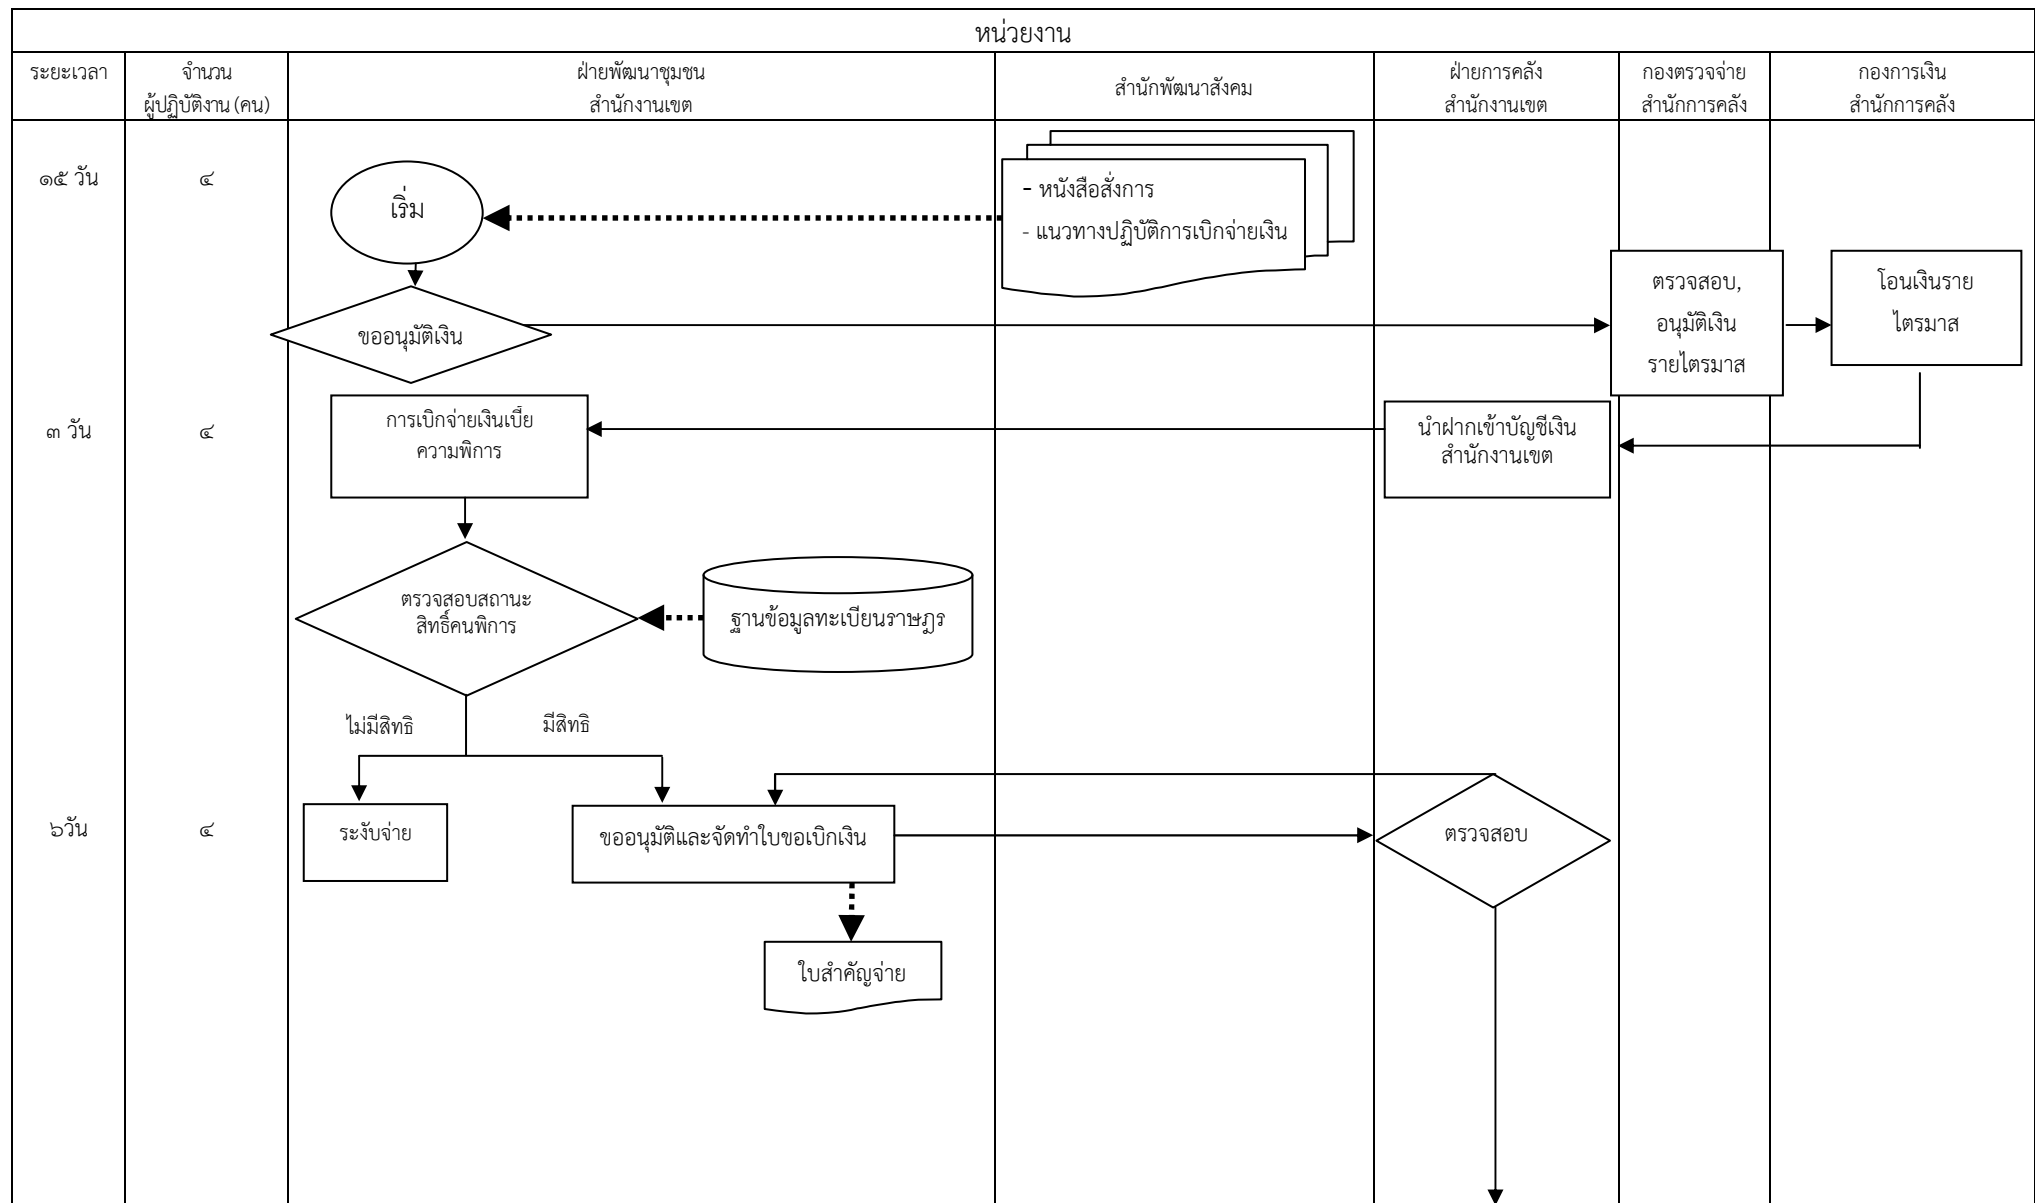 หน่วยงาน
ระยะเวลา
จำนวน
ผู้ปฏิบัติงาน (คน)
ฝ่ายพัฒนาชุมชน
สำนักงานเขต
สำนักพัฒนาสังคม
ฝ่ายการคลัง
สำนักงานเขต
กองตรวจจ่าย
สำนักการคลัง
กองการเงิน
สำนักการคลัง
๑๕ วัน
๔
เริ่ม
- หนังสือสั่งการ
- แนวทางปฏิบัติการเบิกจ่ายเงิน
ขออนุมัติเงิน
ตรวจสอบ,
อนุมัติเงิน
รายไตรมาส
โอนเงินราย
ไตรมาส
๓ วัน
๔
การเบิกจ่ายเงินเบี้ย
ความพิการ
นำฝากเข้าบัญชีเงิน
สำนักงานเขต
ตรวจสอบสถานะ
สิทธิ์คนพิการ
ฐานข้อมูลทะเบียนราษฎร
ไม่มีสิทธิ
มีสิทธิ
๖วัน
๔
ระงับจ่าย
ขออนุมัติและจัดทำใบขอเบิกเงิน
ตรวจสอบ
ใบสำคัญจ่าย